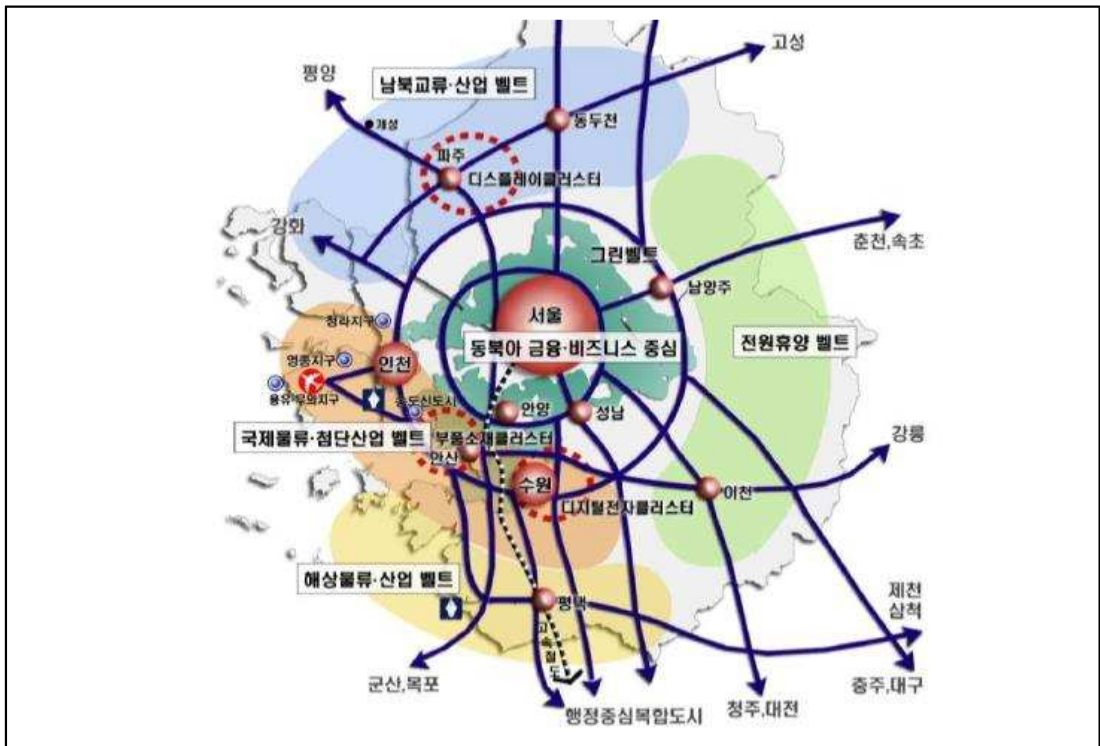 고성
평양
남북교류·산업 벨트
개성
동두천
파주
디스플레이클러스터
강화
춘천,속초
그린벨트
남양주
서울
청라지구
동북아 금융·비즈니스 중심
전원휴양 벨트
영종지구
인천
용유·무의지구
송도신도시
안양
성남
국제물류·첨단산업 벨트
부품소재클러스터
강릉
안산
수원
이천
디지털전자클러스터
해상물류·산업 벨트
제천
삼척
평택
고속철도
군산,목포
충주,대구
행정중심복합도시
청주,대전